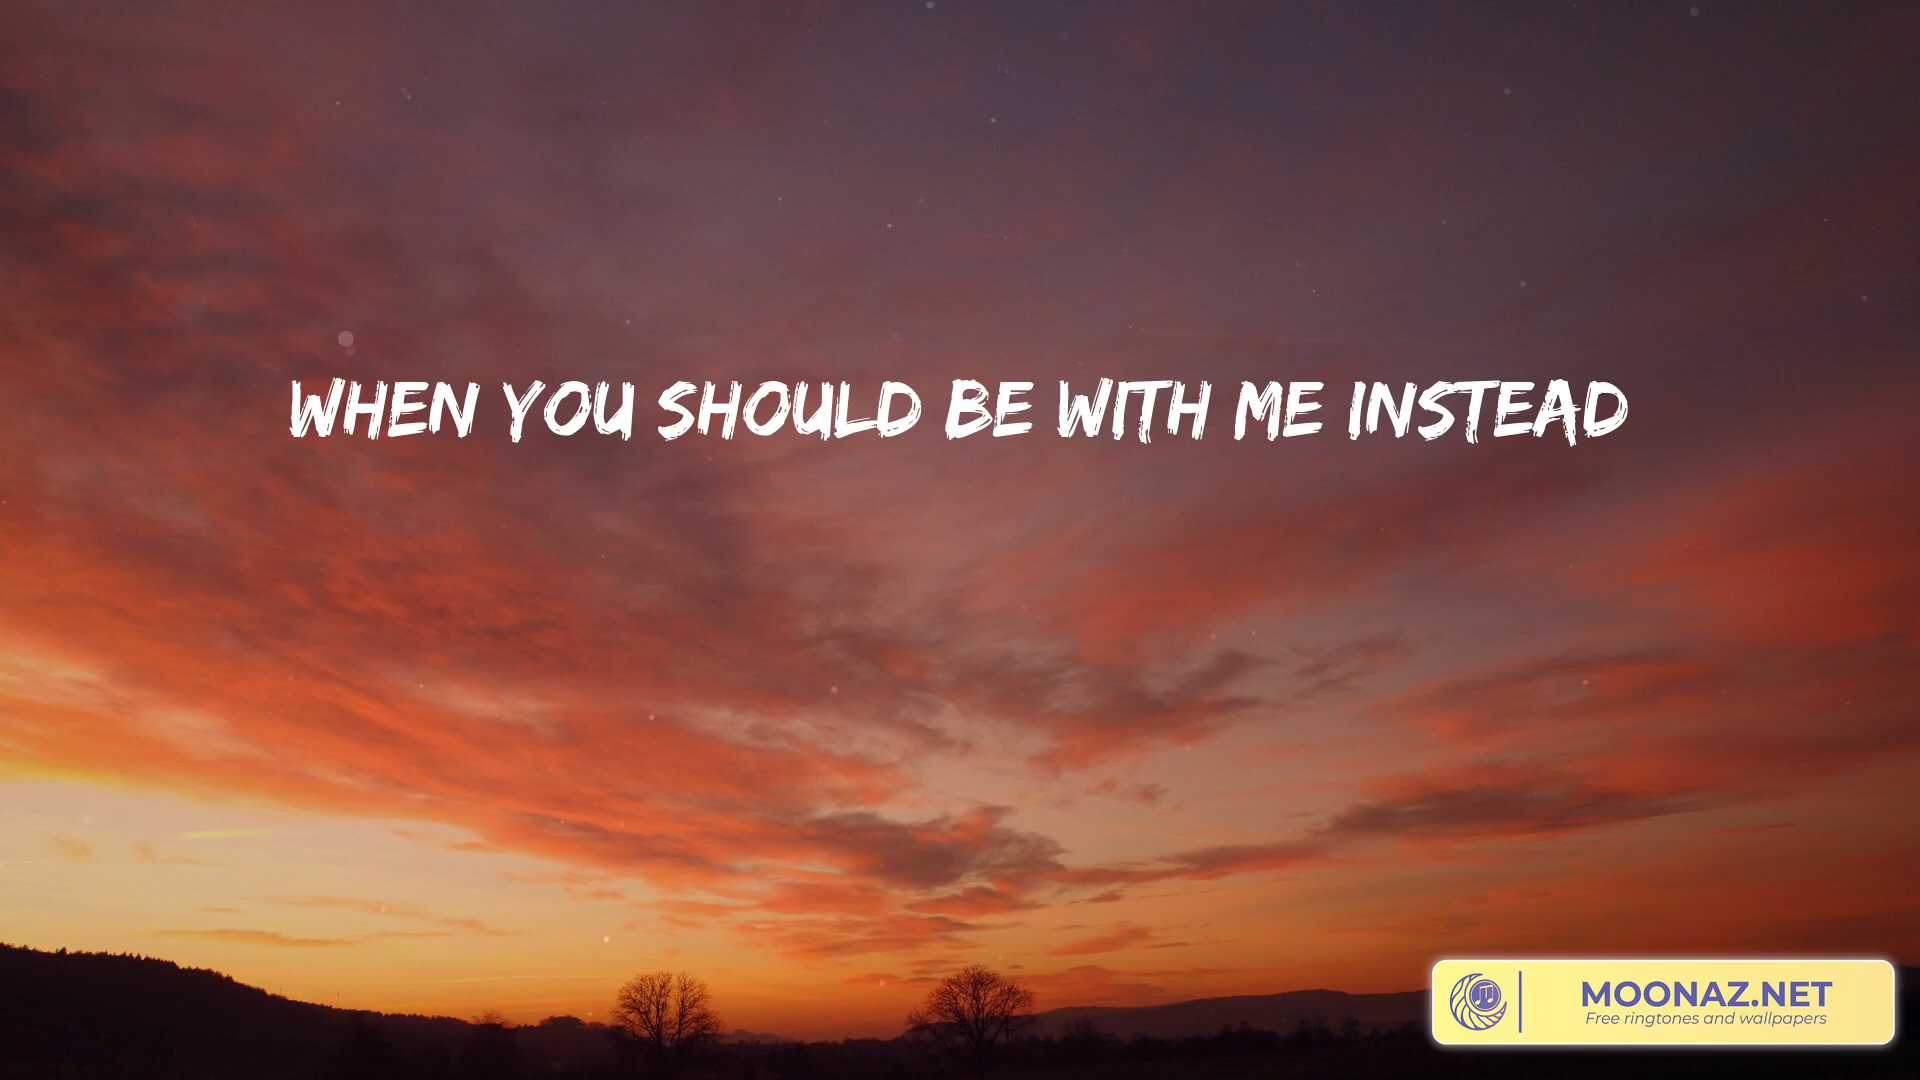 WHEN YOU SHOULD BE WITH ME INSTEAD
MOONAZ.NET
Free ringtones and wallpapers